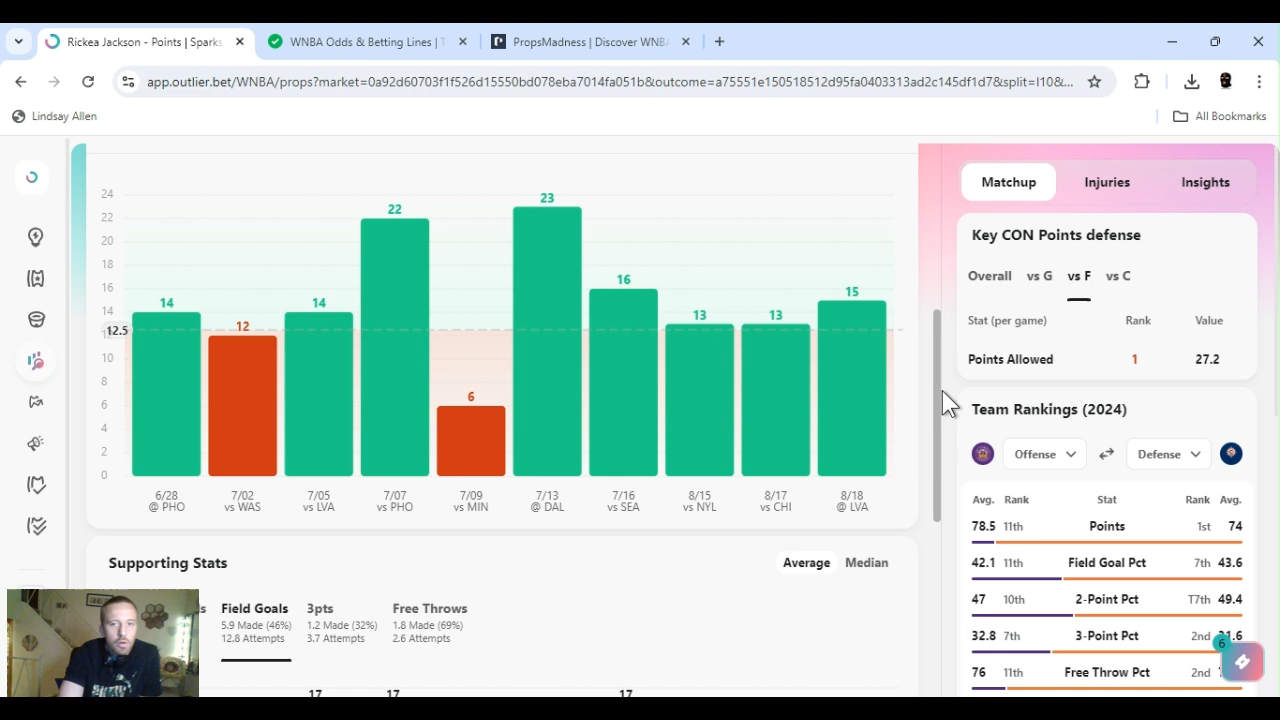 Rickea Jackson - Points | Sparks
WNBA Odds & Betting Lines | T
PropsMadness | Discover WNBA
app.outlier.bet/WNBA/props?market=0a92d60703f1f526d15550bd078eba7014fa051b&outcome=a75551e150518512d95fa0403313ad2c145df1d7&split=l10&...
Lindsay Allen
All Bookmarks
Matchup
Injuries
Insights
Key CON Points defense
Overall
vs G
vs F
vs C
Stat (per game)
Rank
Value
Points Allowed
1
27.2
Team Rankings (2024)
Offense
Defense
Avg.
Rank
Stat
Rank
Avg.
78.5 11th Points 1st 74
42.1 11th Field Goal Pct 7th 43.6
47 10th 2-Point Pct T7th 49.4
32.8 7th 3-Point Pct 2nd
76 11th Free Throw Pct 2nd
6
24
22
20
18
16
14
12.5
10
8
6
4
2
0
14
12
14
22
6
23
16
13
13
15
6/28 7/02 7/05 7/07 7/09 7/13 7/16 8/15 8/17 8/18
@ PHO vs WAS vs LVA vs PHO vs MIN @ DAL vs SEA vs NYL vs CHI @ LVA
Supporting Stats
Average
Median
Field Goals
5.9 Made (46%)
12.8 Attempts
3pts
1.2 Made (32%)
3.7 Attempts
Free Throws
1.8 Made (69%)
2.6 Attempts
17 17 17